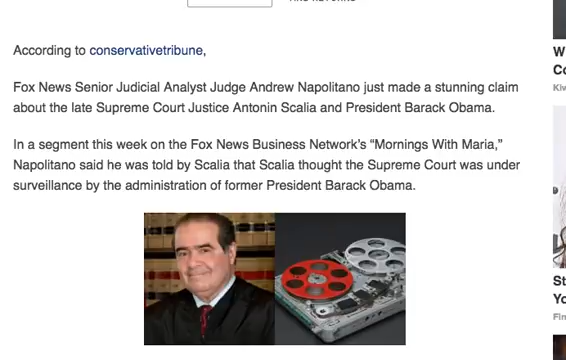 According to conservativetribune,
Fox News Senior Judicial Analyst Judge Andrew Napolitano just made a stunning claim
about the late Supreme Court Justice Antonin Scalia and President Barack Obama.
In a segment this week on the Fox News Business Network's “Mornings With Maria,”
Napolitano said he was told by Scalia that Scalia thought the Supreme Court was under
surveillance by the administration of former President Barack Obama.